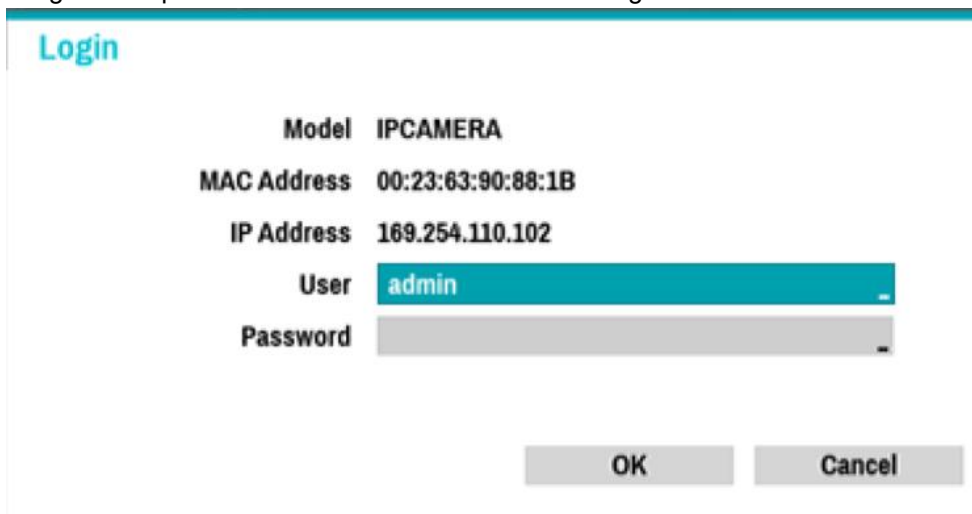 Login
Model IPCAMERA
MAC Address 00:23:63:90:88:1B
IP Address 169.254.110.102
User admin
Password
OK Cancel